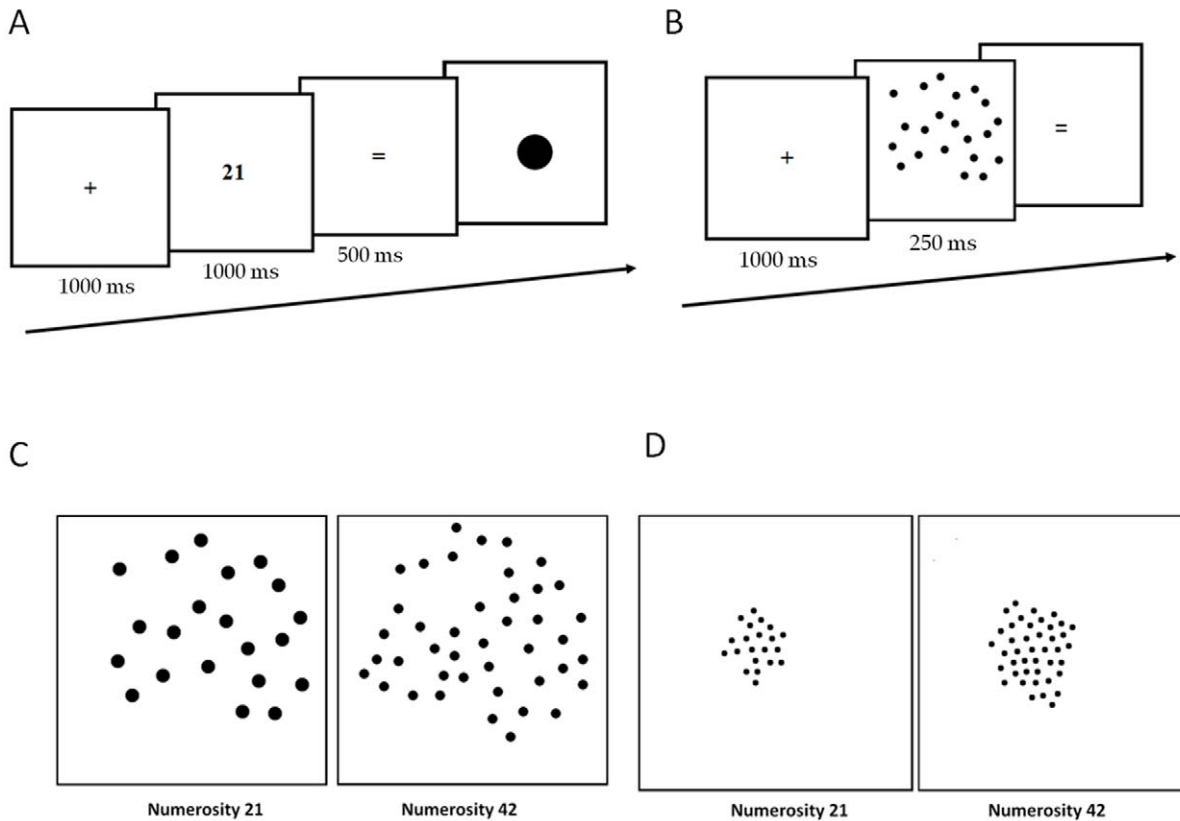 A
+
1000 ms
21
1000 ms
=
500 ms
B
+
1000 ms
250 ms
=
C
Numerosity 21
Numerosity 42
D
Numerosity 21
Numerosity 42